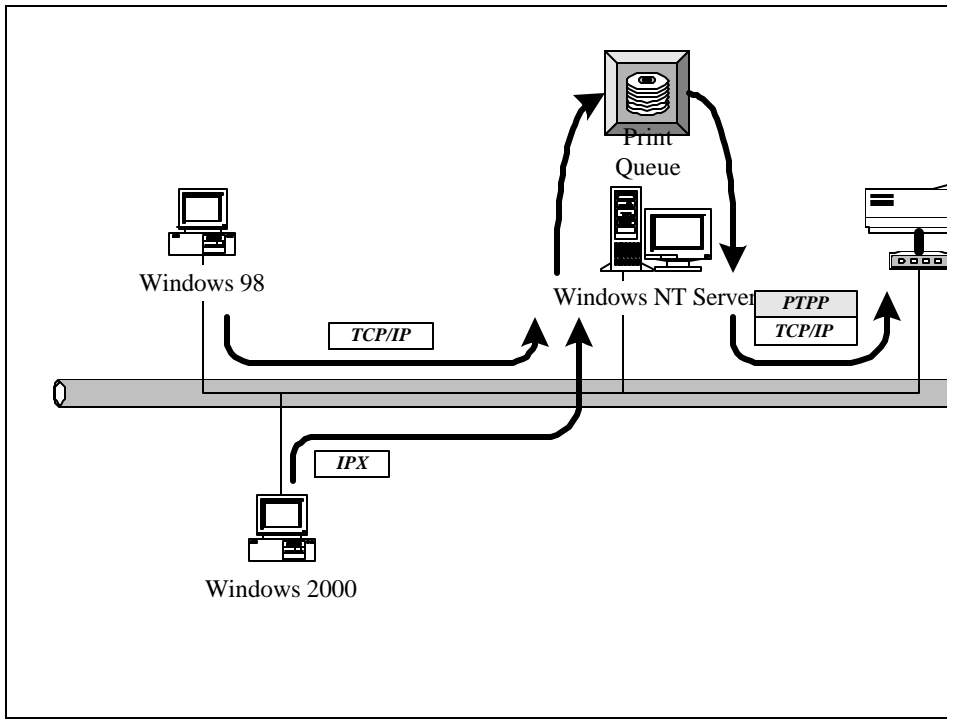 Print
Queue
Windows 98
Windows NT Server
PTPP
TCP/IP
TCP/IP
IPX
Windows 2000